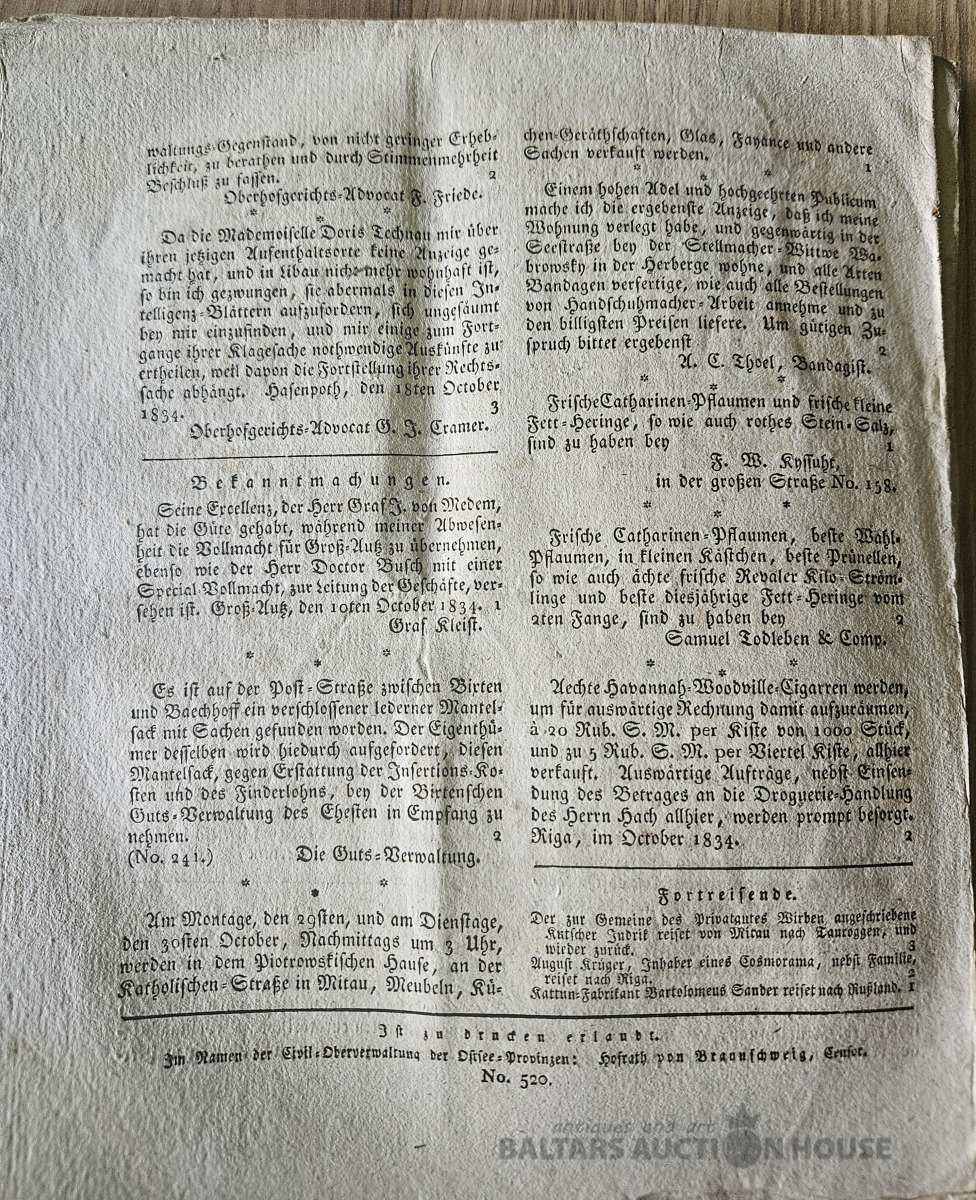 waltungs-Gegenstand, von nicht geringer Erheb-
lichkeit, zu berathen und durch Stimmenmehrheit
Beschluß zu fassen. 2
Oberhofgerichts-Advocat F. Friede.
* * *
Da die Mademoiselle Doris Technau mir über
ihren jetzigen Aufenthaltsorte keine Anzeige ge-
macht hat, und in Libau nicht mehr wohnhaft ist,
so bin ich gezwungen, sie abermals in diesen In-
telligenz-Blättern aufzufordern, sich ungesäumt
bey mir einzufinden, und mir einige zum Fort-
gange ihrer Klagesache nothwendige Auskünfte zu
ertheilen, weil davon die Fortstellung ihrer Rechts-
sache abhängt. Hasenpoth, den 18ten October
1834. 3
Oberhofgerichts-Advocat G. J. Cramer.
Bekanntmachungen.
Seine Excellenz, der Herr Graf J. von Medem,
hat die Güte gehabt, während meiner Abwesen-
heit die Vollmacht für Groß-Autz zu übernehmen,
ebenso wie der Herr Doctor Busch mit einer
Special-Vollmacht, zur Leitung der Geschäfte, ver-
sehen ist. Groß-Autz, den 10ten October 1834. 1
Graf Kleist.
* * *
Es ist auf der Post-Straße zwischen Birten
und Baechhoff ein verschlossener lederner Mantel-
sack mit Sachen gefunden worden. Der Eigenthü-
mer desselben wird hiedurch aufgefordert, diesen
Mantelsack, gegen Erstattung der Insertions-Ko-
sten und des Finderlohns, bey der Birtenschen
Guts-Verwaltung des Ehesten in Empfang zu
nehmen. 2
(No. 241.) Die Guts-Verwaltung.
* * *
Am Montage, den 29sten, und am Dienstage,
den 30sten October, Nachmittags um 3 Uhr,
werden in dem Piotrowskischen Hause, an der
Katholischen-Straße in Mitau, Meubeln, Kü-
chen-Geräthschaften, Glas, Fayance und andere
Sachen verkauft werden. 1
* * *
Einem hohen Adel und hochgeehrten Publicum
mache ich die ergebenste Anzeige, daß ich meine
Wohnung verlegt habe, und gegenwärtig in der
Seestraße bey der Stellmacher-Wittwe Wa-
browsky in der Herberge wohne, und alle Arten
Bandagen verfertige, wie auch alle Bestellungen
von Handschuhmacher-Arbeit annehme und zu
den billigsten Preisen liefere. Um gütigen Zu-
spruch bittet ergebenst 2
A. C. Thoel, Bandagist.
* * *
Frische Catharinen-Pflaumen und frische kleine
Fett-Heringe, so wie auch rothes Stein-Salz,
sind zu haben bey 1
F. W. Kyssuht,
in der großen Straße No. 158.
* * *
Frische Catharinen-Pflaumen, beste Wahl-
Pflaumen, in kleinen Kästchen, beste Prünellen,
so wie auch ächte frische Revaler Kilo-Ström-
linge und beste diesjährige Fett-Heringe vom
2ten Fange, sind zu haben bey 2
Samuel Todleben & Comp.
* * *
Aechte Havannah-Woodville-Cigarren werden,
um für auswärtige Rechnung damit aufzuräumen,
à 20 Rub. S. M. per Kiste von 1000 Stück,
und zu 5 Rub. S. M. per Viertel Kiste, allhier
verkauft. Auswärtige Aufträge, nebst Einsen-
dung des Betrages an die Droguerie-Handlung
des Herrn Hach allhier, werden prompt besorgt.
Riga, im October 1834. 2
Fortreisende.
Der zur Gemeine des Privatgutes Wirben angeschriebene
Kutscher Indrik reiset von Mitau nach Tauroggen, und
wieder zurück. 3
August Krüger, Inhaber eines Cosmorama, nebst Familie,
reiset nach Riga. 2
Kattun-Fabrikant Bartolomeus Sander reiset nach Rußland. 1
Ist zu drucken erlaubt.
Im Namen der Civil-Oberverwaltung der Ostsee-Provinzen: Hofrath von Braunschweig, Censor.
No. 520.
antiques and art
BALTARS AUCTION HOUSE